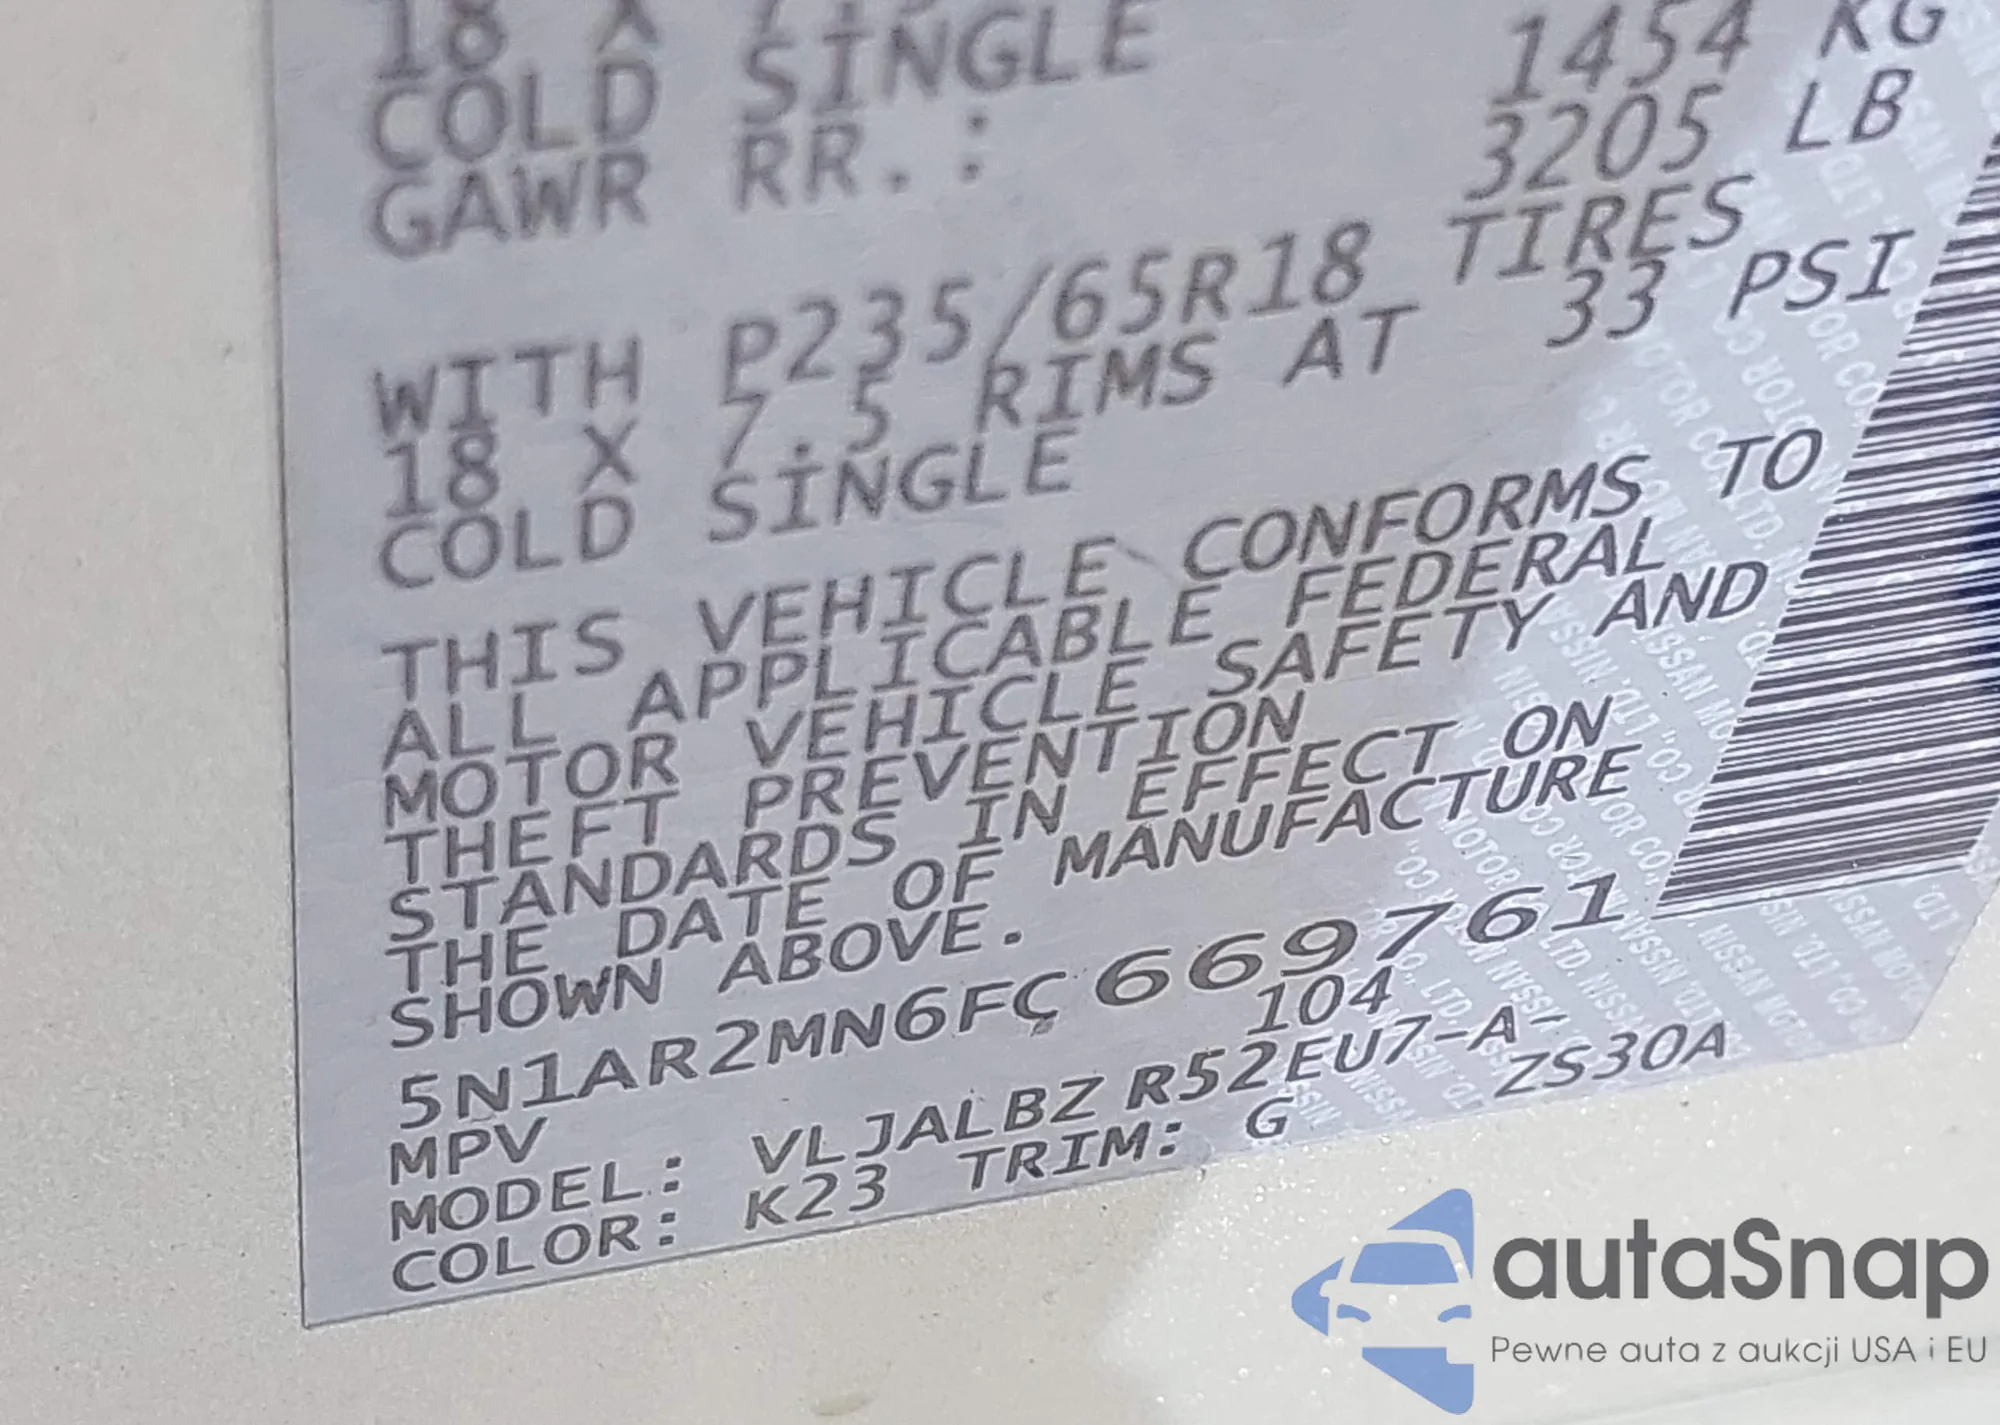 18 X
COLD SINGLE
1454 KG
GAWR RR. :
3205 LB
WITH P235/65R18 TIRES
18 X 7.5 RIMS AT 33 PSI
COLD SINGLE
THIS VEHICLE CONFORMS TO
ALL APPLICABLE FEDERAL
MOTOR VEHICLE SAFETY AND
THEFT PREVENTION
STANDARDS IN EFFECT ON
THE DATE OF MANUFACTURE
SHOWN ABOVE.
5N1AR2MN6FC669761
MPV 104
MODEL: VLJALBZ R52EU7-A-
COLOR: K23 TRIM: G ZS30A
autaSnap
Pewne auta z aukcji USA i EU